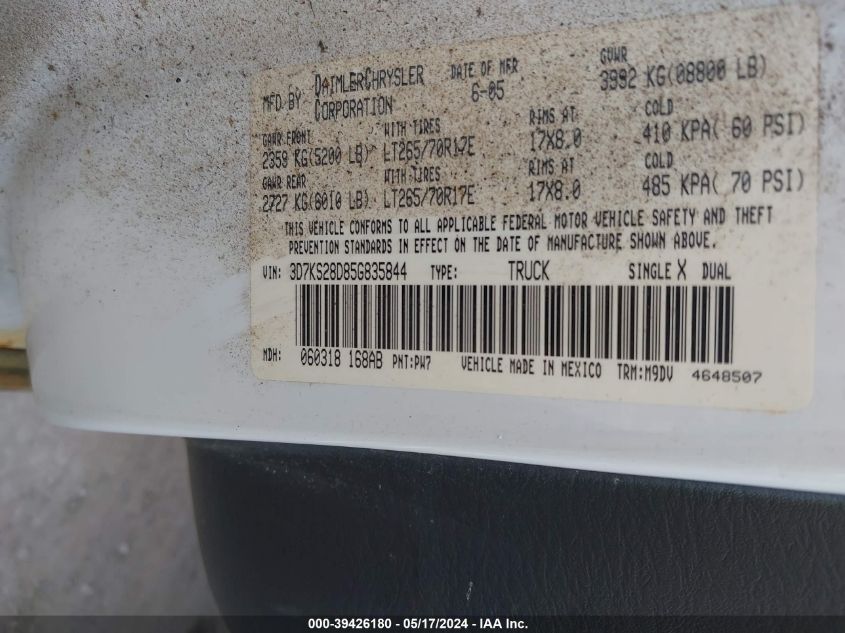 MFD BY DAIMLERCHRYSLER CORPORATION DATE OF MFR 6-05 GVWR 3992 KG(08800 LB)
GAWR FRONT WITH TIRES RIMS AT COLD
2359 KG(5200 LB) LT265/70R17E 17X8.0 410 KPA( 60 PSI)
GAWR REAR WITH TIRES RIMS AT COLD
2727 KG(6010 LB) LT265/70R17E 17X8.0 485 KPA( 70 PSI)
THIS VEHICLE CONFORMS TO ALL APPLICABLE FEDERAL MOTOR VEHICLE SAFETY AND THEFT
PREVENTION STANDARDS IN EFFECT ON THE DATE OF MANUFACTURE SHOWN ABOVE.
VIN: 3D7KS28D85G835844 TYPE: TRUCK SINGLE X DUAL
MDH: 060318 168AB PNT:PW7 VEHICLE MADE IN MEXICO TRM:M9DV 4648507
000-39426180 - 05/17/2024 - IAA Inc.